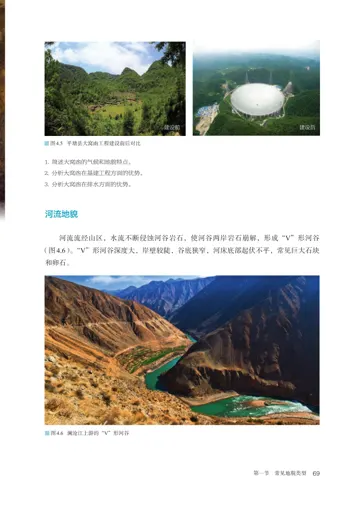 建设前
建设后
图 4.5 平塘县大窝凼工程建设前后对比
1. 简述大窝凼的气候和地貌特点。
2. 分析大窝凼在基建工程方面的优势。
3. 分析大窝凼在排水方面的优势。
河流地貌
河流流经山区，水流不断侵蚀河谷岩石，使河谷两岸岩石崩解，形成“V”形河谷
（图 4.6）。“V”形河谷深度大、岸壁较陡、谷底狭窄，河床底部起伏不平，常见巨大石块
和砾石。
图 4.6 澜沧江上游的“V”形河谷
第一节 常见地貌类型 69